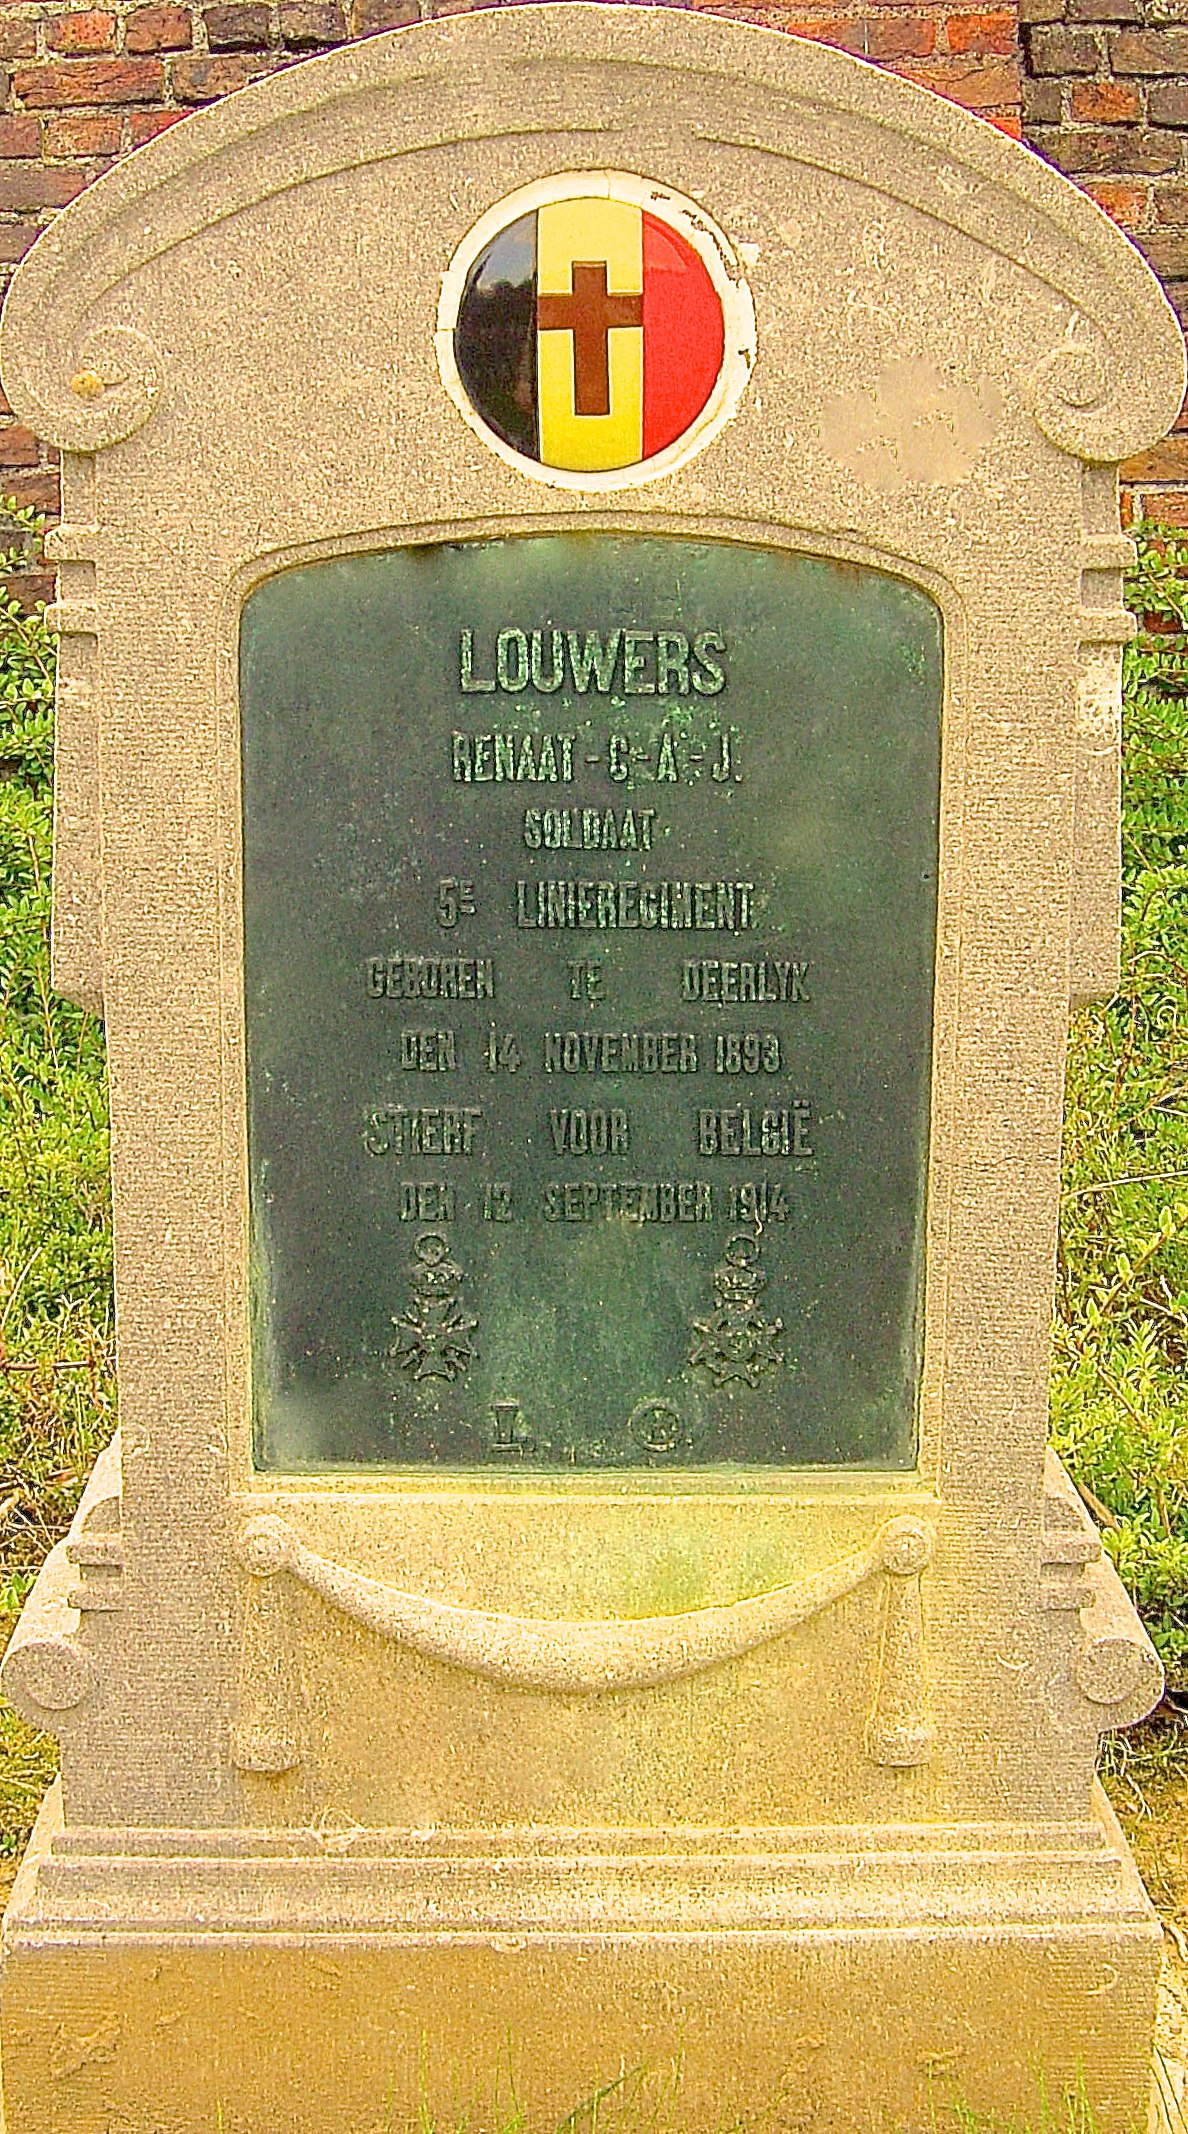 LOUWERS
RENAAT - C - A - J.
SOLDAAT
5E LINIEREGIMENT
GEBOREN TE DEERLYK
DEN 14 NOVEMBER 1893
STIERF VOOR BELGIË
DEN 12 SEPTEMBER 1914